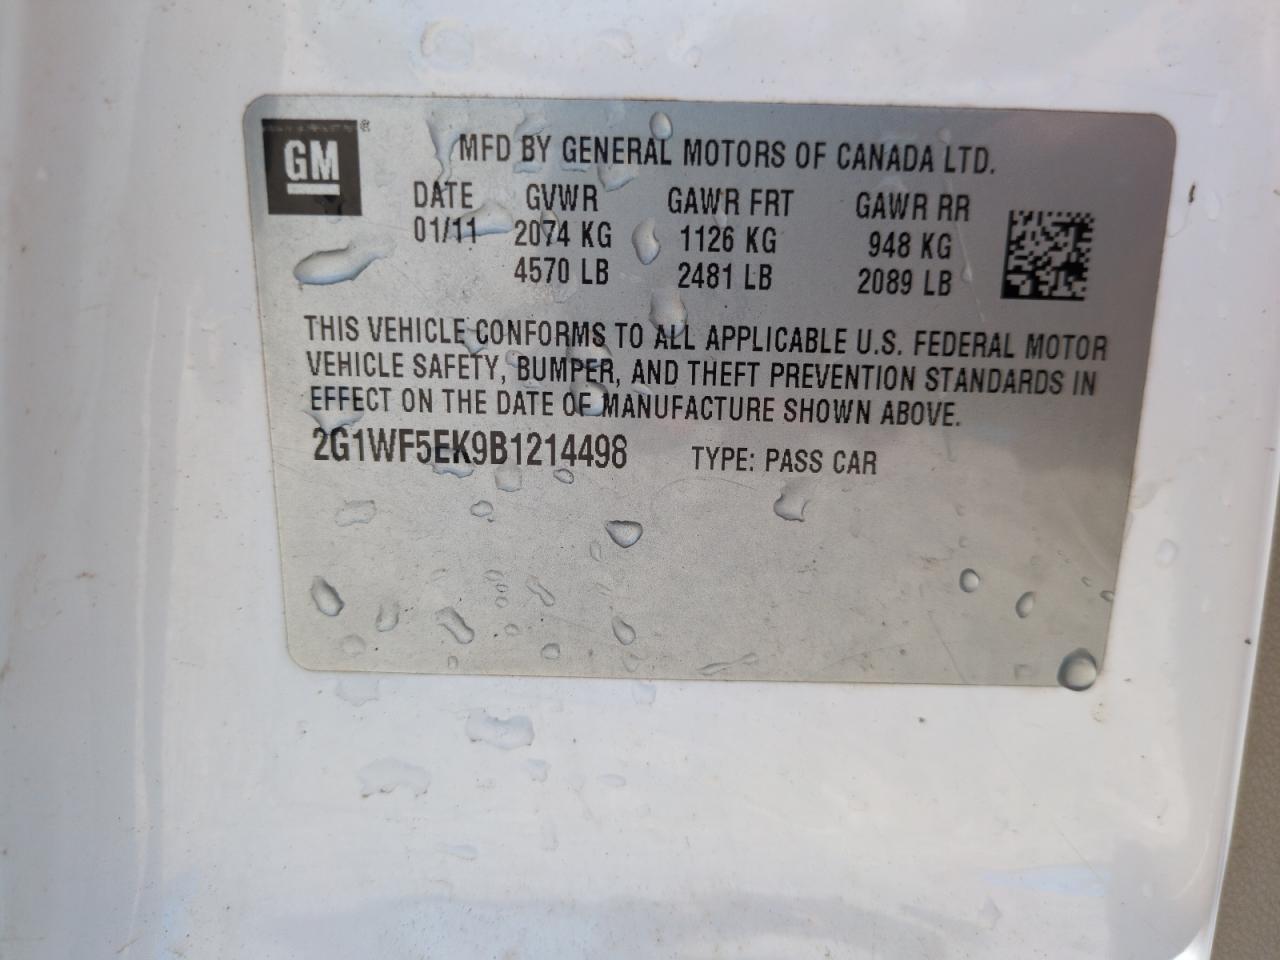 GM®
MFD BY GENERAL MOTORS OF CANADA LTD.
DATE GVWR GAWR FRT GAWR RR
01/11 2074 KG 1126 KG 948 KG
4570 LB 2481 LB 2089 LB
THIS VEHICLE CONFORMS TO ALL APPLICABLE U.S. FEDERAL MOTOR
VEHICLE SAFETY, BUMPER, AND THEFT PREVENTION STANDARDS IN
EFFECT ON THE DATE OF MANUFACTURE SHOWN ABOVE.
2G1WF5EK9B1214498 TYPE: PASS CAR